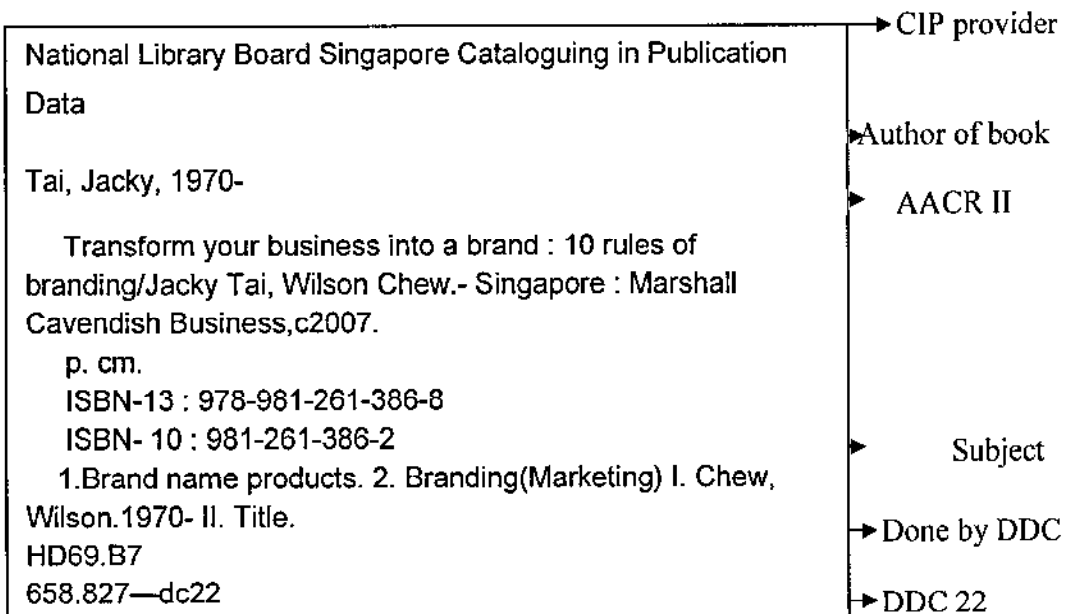 CIP provider
National Library Board Singapore Cataloguing in Publication
Data
Author of book
Tai, Jacky, 1970-
AACR II
Transform your business into a brand : 10 rules of
branding/Jacky Tai, Wilson Chew.- Singapore : Marshall
Cavendish Business,c2007.
p. cm.
ISBN-13 : 978-981-261-386-8
ISBN- 10 : 981-261-386-2
Subject
1.Brand name products. 2. Branding(Marketing) I. Chew,
Wilson.1970- II. Title.
Done by DDC
HD69.B7
658.827—dc22
DDC 22